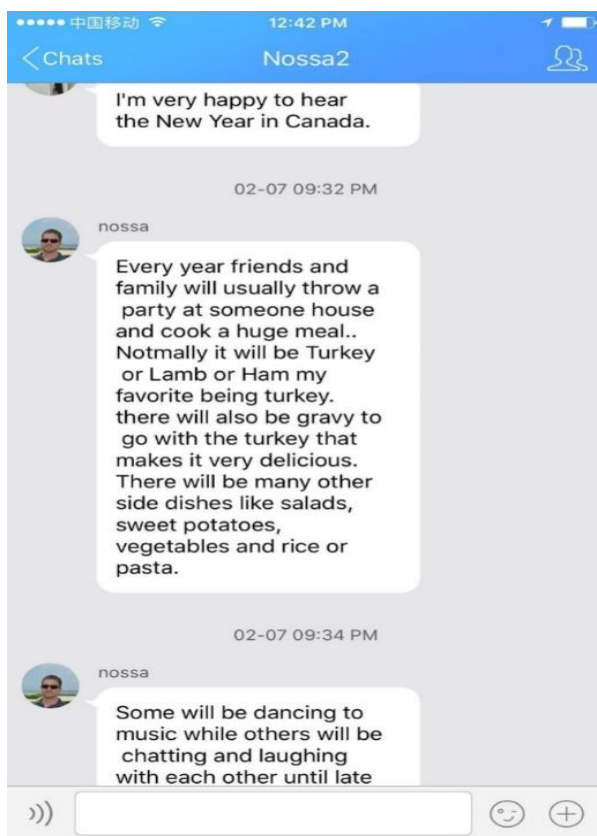 中国移动 12:42 PM
Chats Nossa2
I'm very happy to hear
the New Year in Canada.
02-07 09:32 PM
nossa
Every year friends and
family will usually throw a
party at someone house
and cook a huge meal..
Notmally it will be Turkey
or Lamb or Ham my
favorite being turkey.
there will also be gravy to
go with the turkey that
makes it very delicious.
There will be many other
side dishes like salads,
sweet potatoes,
vegetables and rice or
pasta.
02-07 09:34 PM
nossa
Some will be dancing to
music while others will be
chatting and laughing
with each other until late